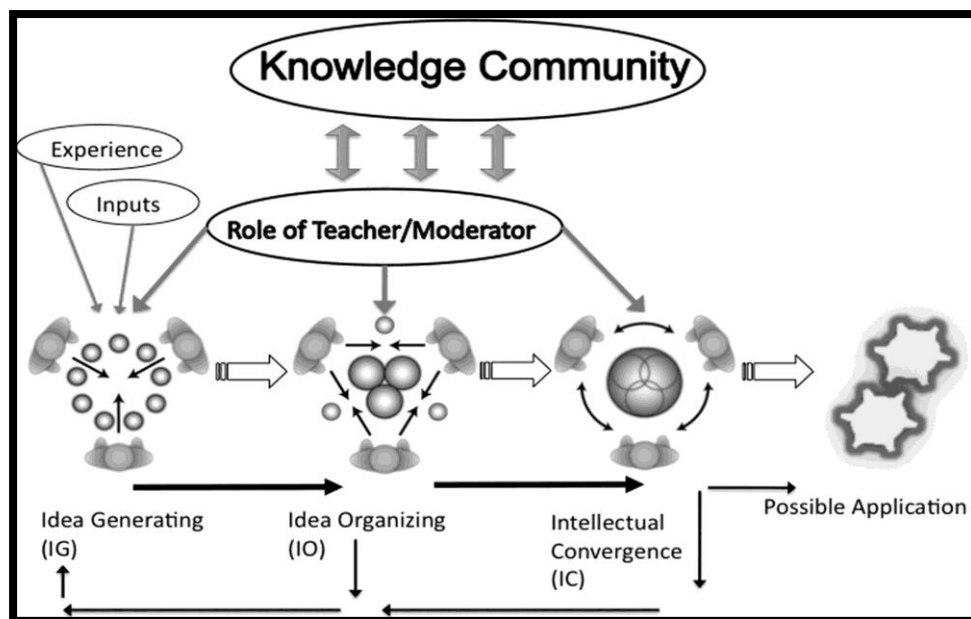 Knowledge Community
Experience
Inputs
Role of Teacher/Moderator
Idea Generating
(IG)
Idea Organizing
(IO)
Intellectual
Convergence
(IC)
Possible Application